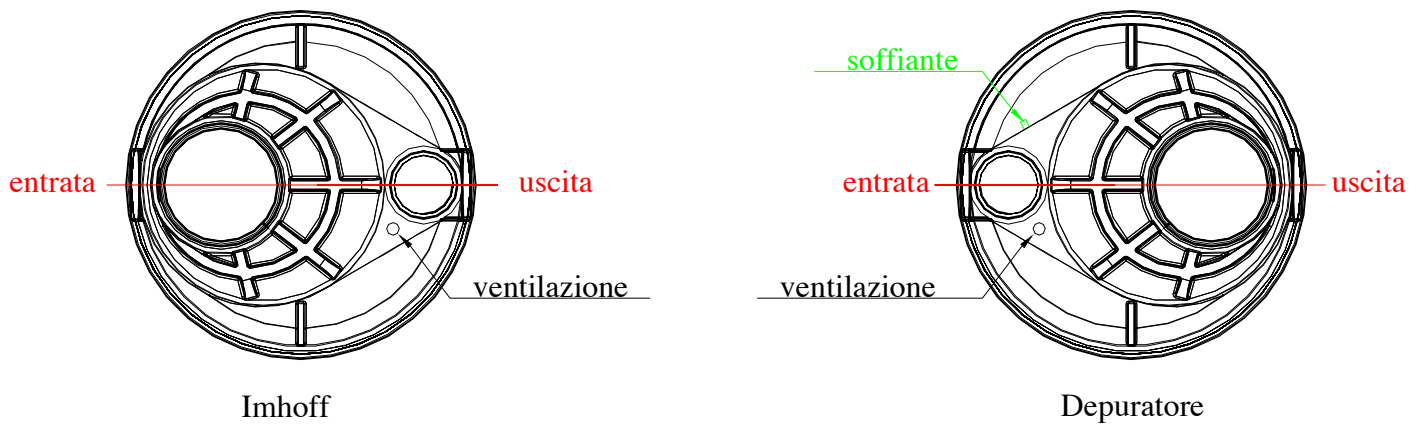 soffiante
entrata
uscita
entrata
uscita
ventilazione
ventilazione
Imhoff
Depuratore